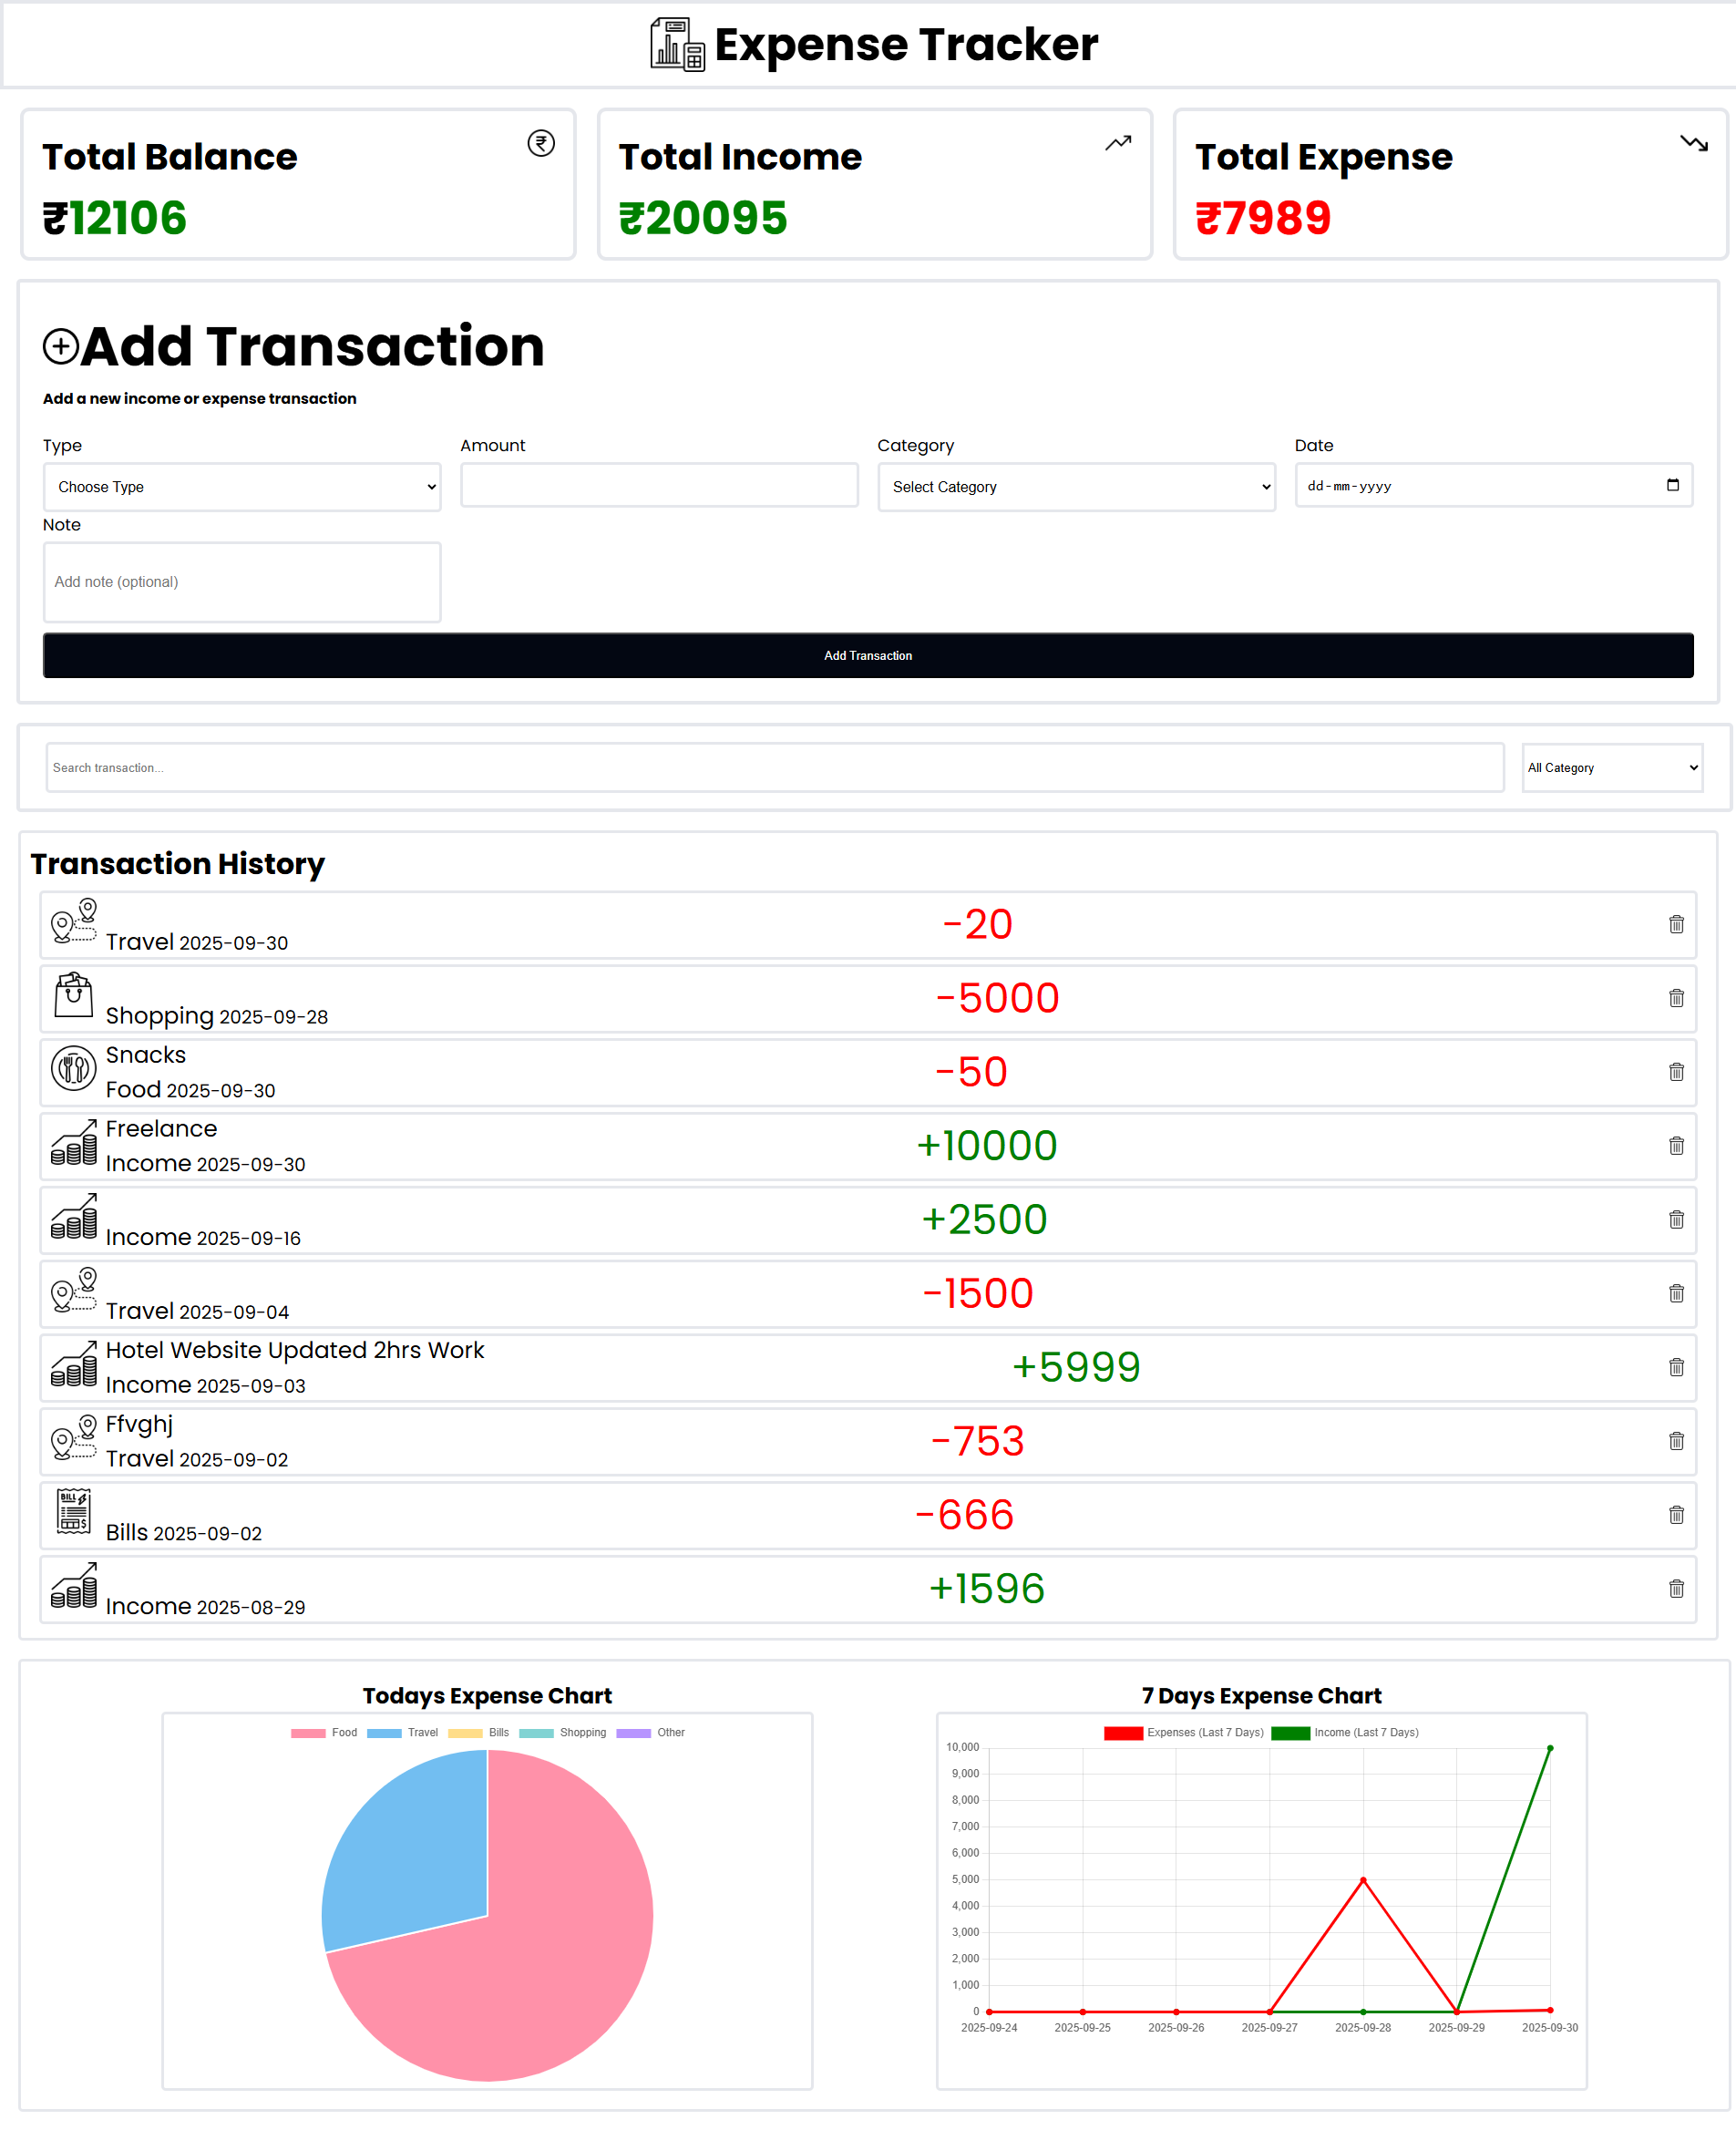 Expense Tracker
Total Balance
₹12106
Total Income
₹20095
Total Expense
₹7989
Add Transaction
Add a new income or expense transaction
Type
Amount
Category
Date
Choose Type
Select Category
dd-mm-yyyy
Note
Add note (optional)
Add Transaction
Search transaction...
All Category
Transaction History
Travel 2025-09-30
-20
Shopping 2025-09-28
-5000
Snacks
Food 2025-09-30
-50
Freelance
Income 2025-09-30
+10000
Income 2025-09-16
+2500
Travel 2025-09-04
-1500
Hotel Website Updated 2hrs Work
Income 2025-09-03
+5999
Ffvghj
Travel 2025-09-02
-753
BILL
Bills 2025-09-02
-666
Income 2025-08-29
+1596
Todays Expense Chart
Food Travel Bills Shopping Other
7 Days Expense Chart
Expenses (Last 7 Days) Income (Last 7 Days)
10,000
9,000
8,000
7,000
6,000
5,000
4,000
3,000
2,000
1,000
0
2025-09-24 2025-09-25 2025-09-26 2025-09-27 2025-09-28 2025-09-29 2025-09-30